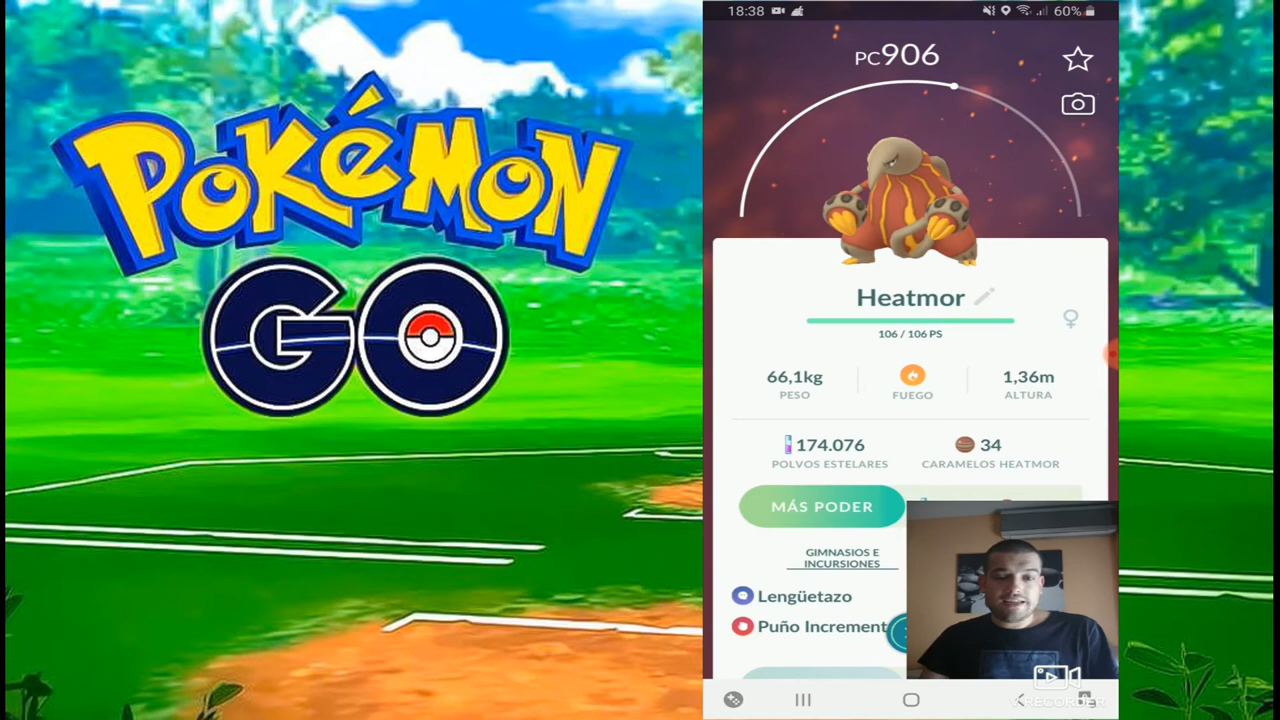 POKéMON
GO
18:38
60%
PC906
Heatmor
106 / 106 PS
66,1kg
PESO
FUEGO
1,36m
ALTURA
174.076
POLVOS ESTELARES
34
CARAMELOS HEATMOR
MÁS PODER
GIMNASIOS E
INCURSIONES
Lengüetazo
Puño Increment
V RECORDER